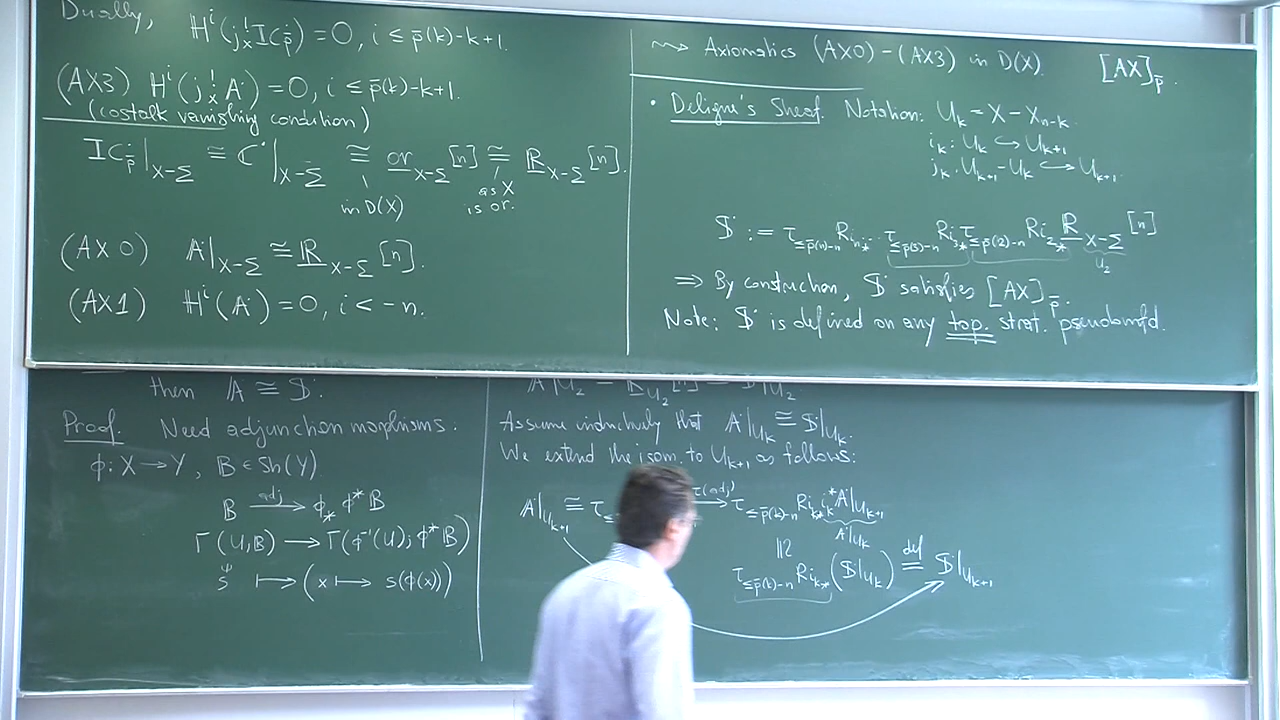 Dually, ℍ^i(j_x^! IC_p̄^•) = 0, i ≤ p̄(k)-k+1.
(AX3) ℍ^i(j_x^! A^•) = 0, i ≤ p̄(k)-k+1.
(costalk vanishing condition)
IC_p̄^•|_{X-Σ} ≅ C^•|_{X-Σ} ≅ or_{X-Σ}[n] ≅ ℝ_{X-Σ}[n].
in D(X)
as X is or.
(AX0) A^•|_{X-Σ} ≅ ℝ_{X-Σ}[n].
(AX1) ℍ^i(A^•) = 0, i < -n.
⇝ Axiomatics (AX0)-(AX3) in D(X). [AX]_p̄.
• Deligne's Sheaf. Notation: U_k = X - X_{n-k}
i_k: U_k ↪ U_{k+1}
j_k: U_{k+1}-U_k ↪ U_{k+1}.
S^• := τ_{≤p̄(n)-n} Ri_{n*} ... τ_{≤p̄(3)-n} Ri_{3*} τ_{≤p̄(2)-n} Ri_{2*} ℝ_{X-Σ}[n]
U_2
⇒ By construction, S^• satisfies [AX]_p̄.
Note: S^• is defined on any top. strat. pseudomfd.
then A^• ≅ S^•.
Proof. Need adjunction morphisms:
φ: X → Y, B ∈ Sh(Y)
B —adj→ φ_* φ^* B
Γ(U, B) → Γ(φ^{-1}(U); φ^* B)
s ↦ (x ↦ s(φ(x)))
Assume inductively that A^•|_{U_k} ≅ S^•|_{U_k}.
We extend the isom. to U_{k+1} as follows:
A^•|_{U_{k+1}} ≅ τ_≤ τ(adj) → τ_{≤p̄(k)-n} Ri_{k*} i_k^* A^•|_{U_{k+1}}
A^•|_{U_k}
≅
τ_{≤p̄(k)-n} Ri_{k*}(S^•|_{U_k}) def= S^•|_{U_{k+1}}